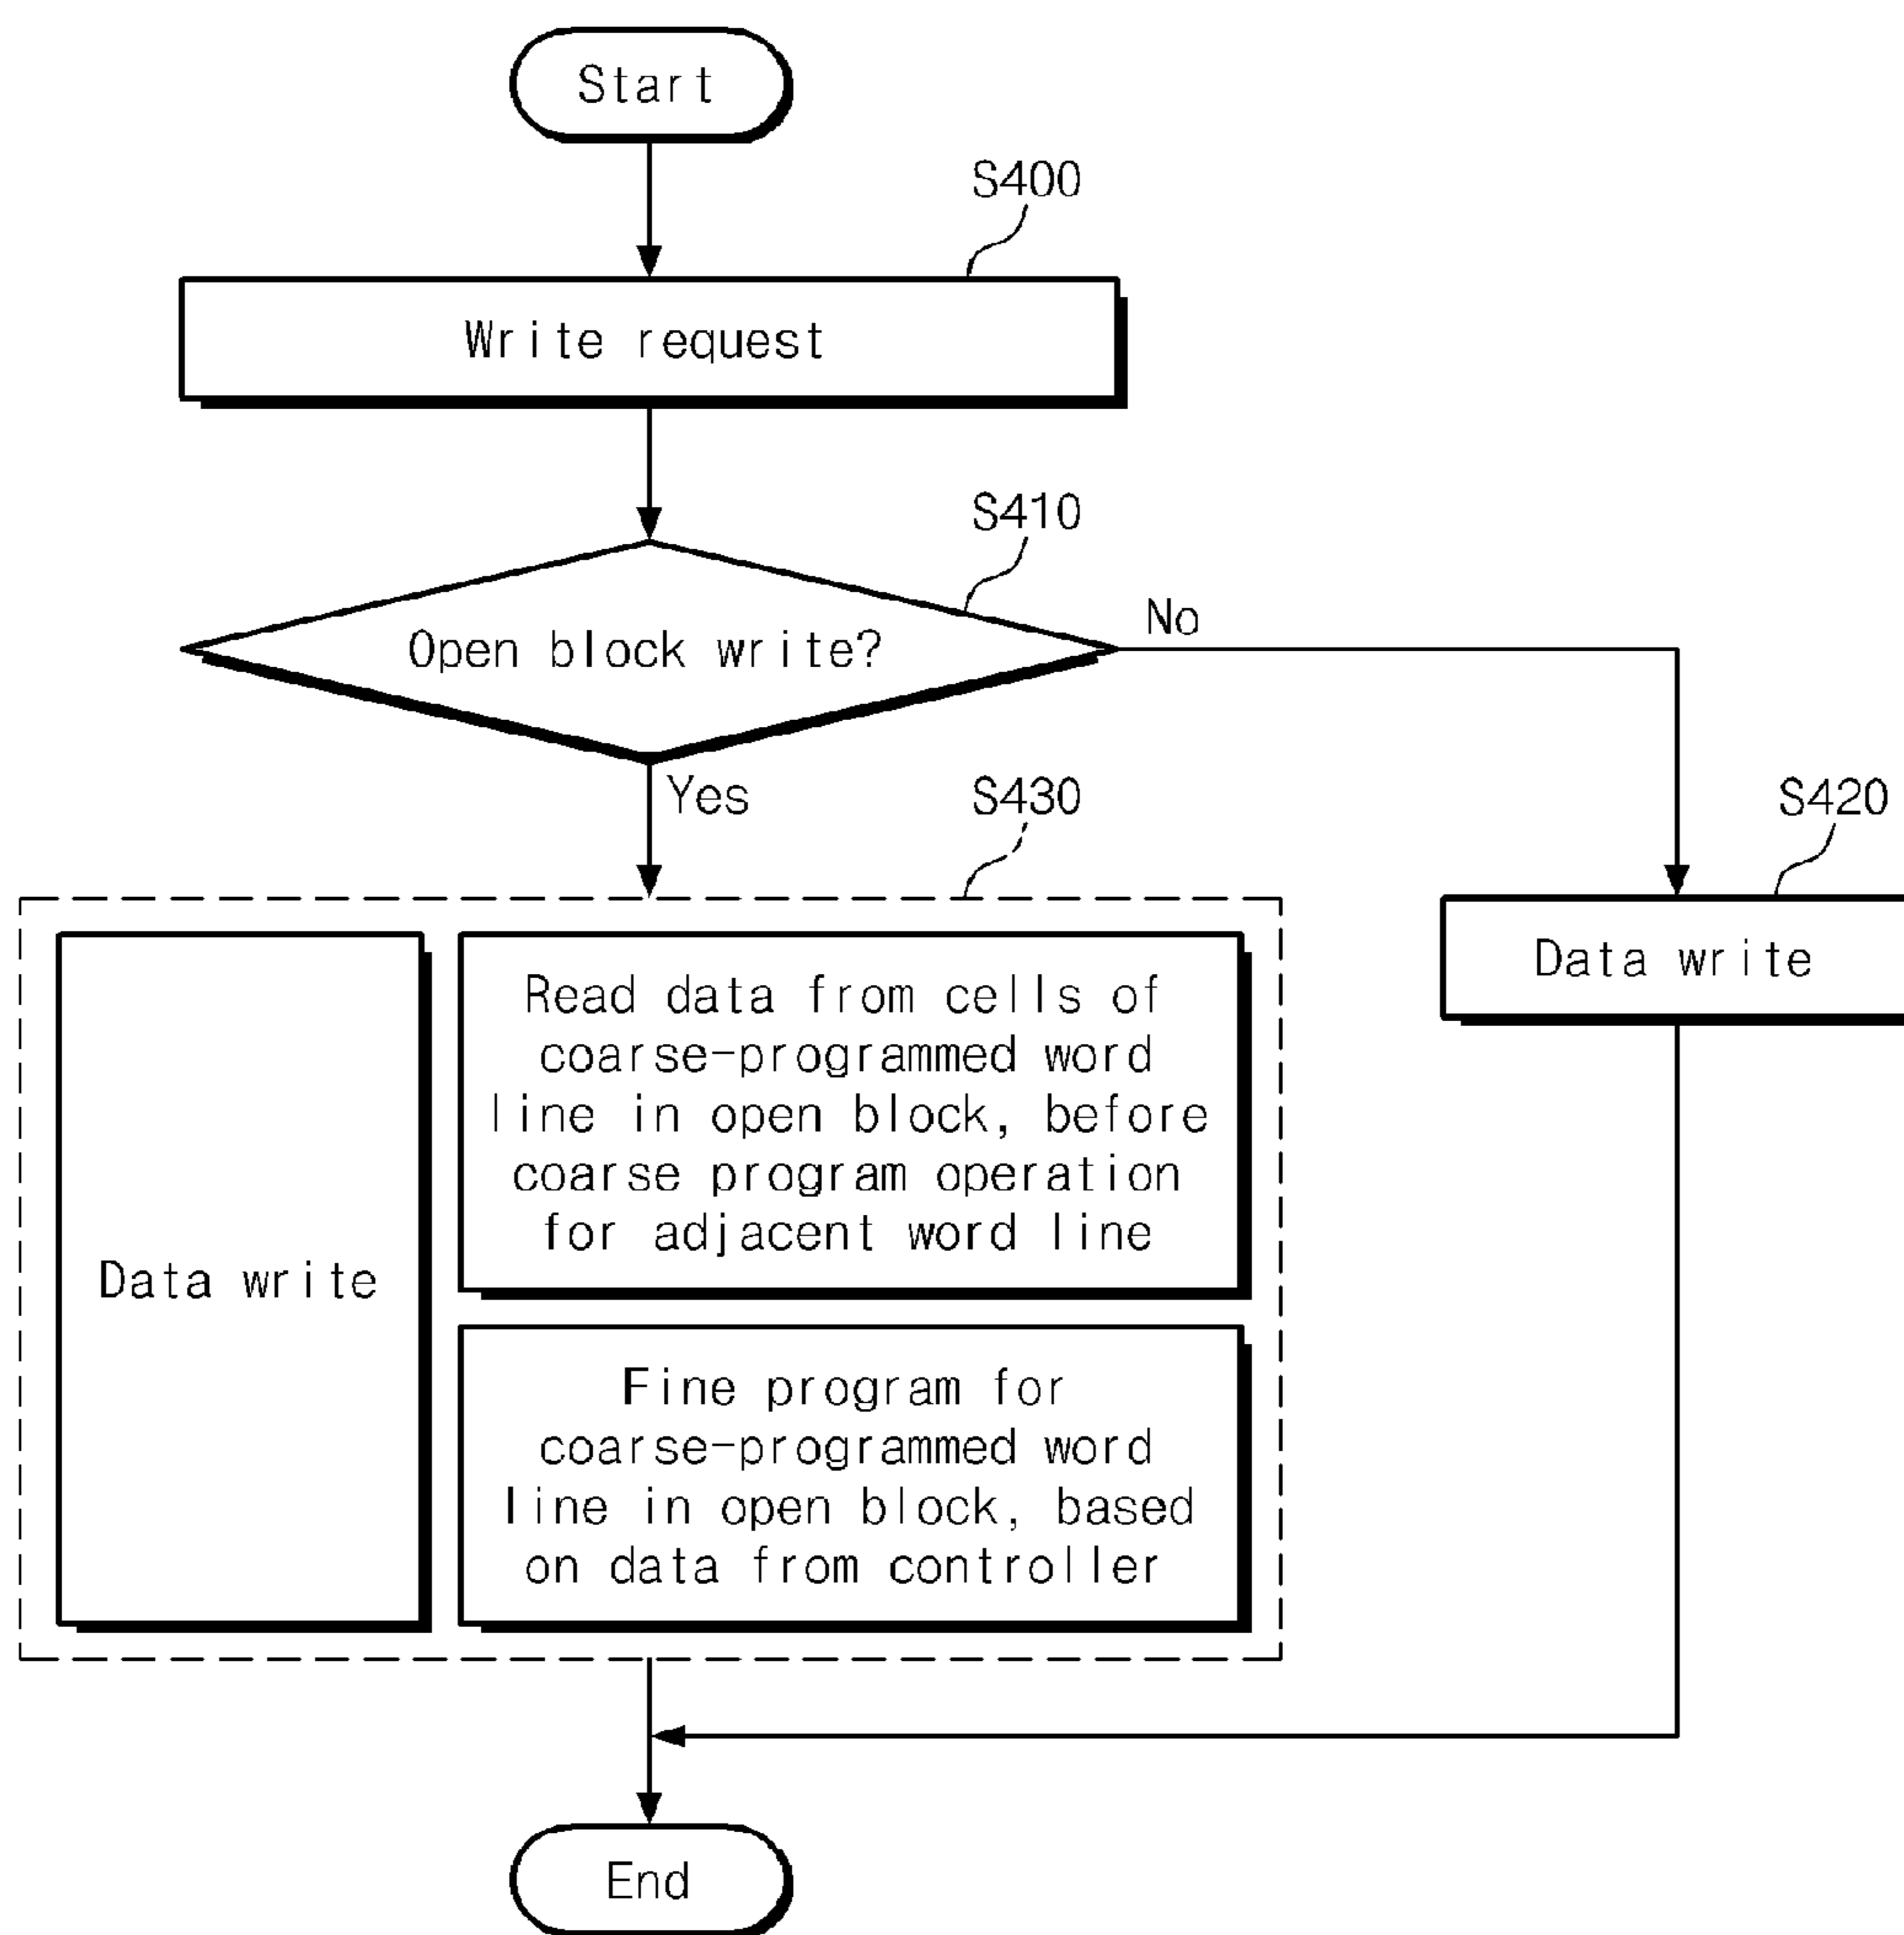 Start
S400
Write request
S410
Open block write?
No
Yes
S430
S420
Data write
Read data from cells of
coarse-programmed word
line in open block, before
coarse program operation
for adjacent word line
Data write
Fine program for
coarse-programmed word
line in open block, based
on data from controller
End